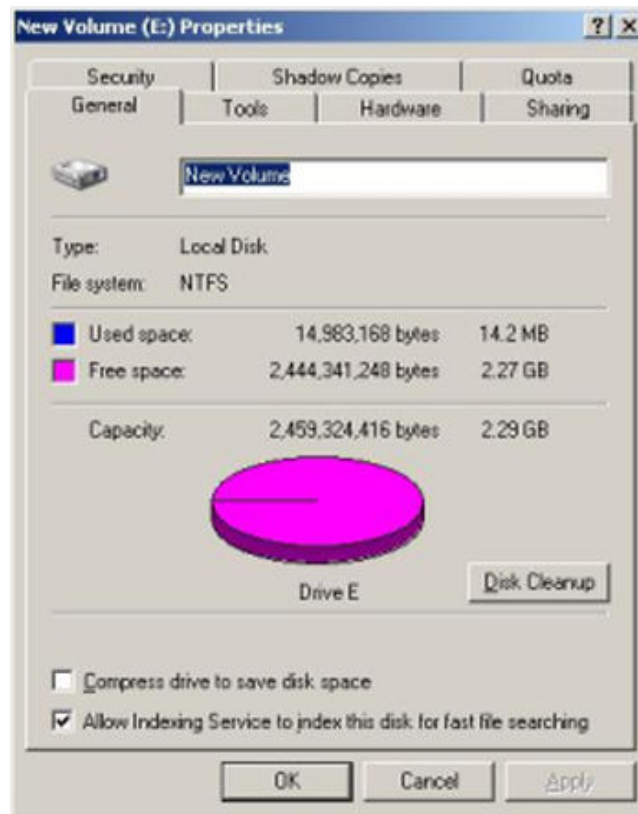 New Volume (E:) Properties
Security Shadow Copies Quota
General Tools Hardware Sharing
New Volume
Type: Local Disk
File system: NTFS
Used space: 14,983,168 bytes 14.2 MB
Free space: 2,444,341,248 bytes 2.27 GB
Capacity: 2,459,324,416 bytes 2.29 GB
Drive E
Disk Cleanup
Compress drive to save disk space
Allow Indexing Service to index this disk for fast file searching
OK Cancel Apply